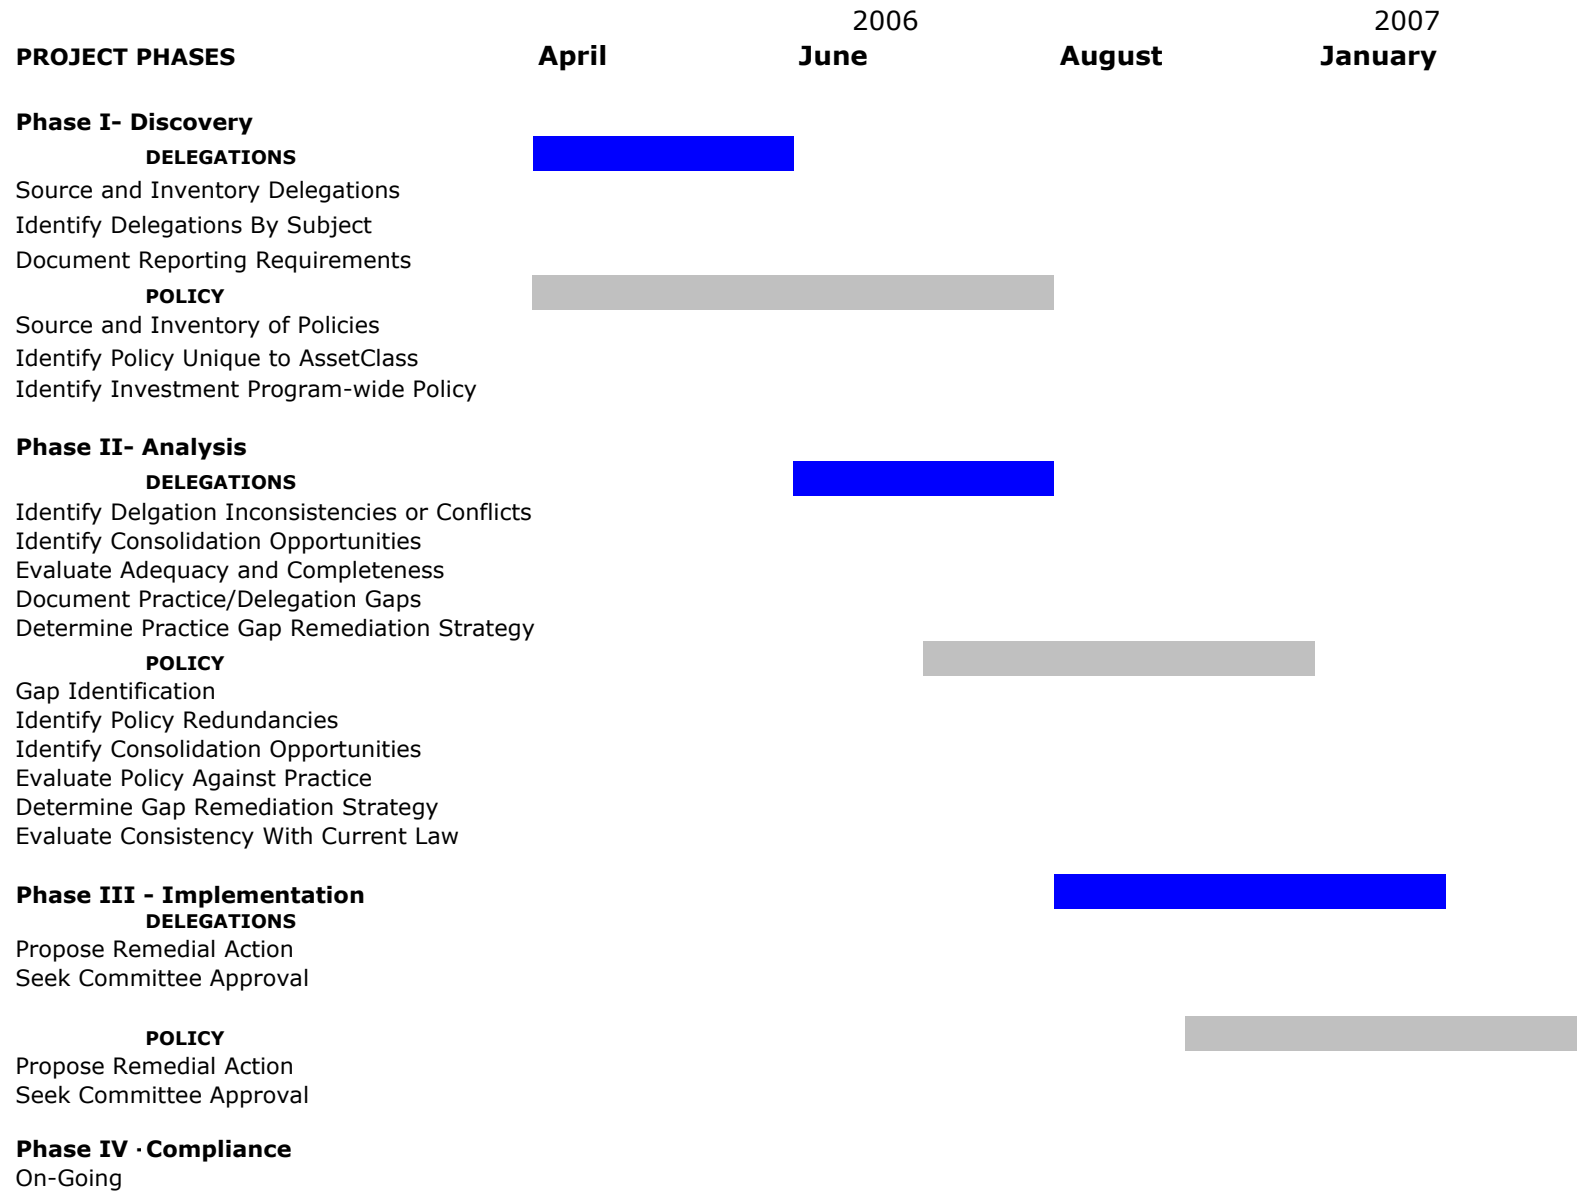 2006 2007
PROJECT PHASES April June August January
Phase I- Discovery
DELEGATIONS
Source and Inventory Delegations
Identify Delegations By Subject
Document Reporting Requirements
POLICY
Source and Inventory of Policies
Identify Policy Unique to AssetClass
Identify Investment Program-wide Policy
Phase II- Analysis
DELEGATIONS
Identify Delgation Inconsistencies or Conflicts
Identify Consolidation Opportunities
Evaluate Adequacy and Completeness
Document Practice/Delegation Gaps
Determine Practice Gap Remediation Strategy
POLICY
Gap Identification
Identify Policy Redundancies
Identify Consolidation Opportunities
Evaluate Policy Against Practice
Determine Gap Remediation Strategy
Evaluate Consistency With Current Law
Phase III - Implementation
DELEGATIONS
Propose Remedial Action
Seek Committee Approval
POLICY
Propose Remedial Action
Seek Committee Approval
Phase IV · Compliance
On-Going